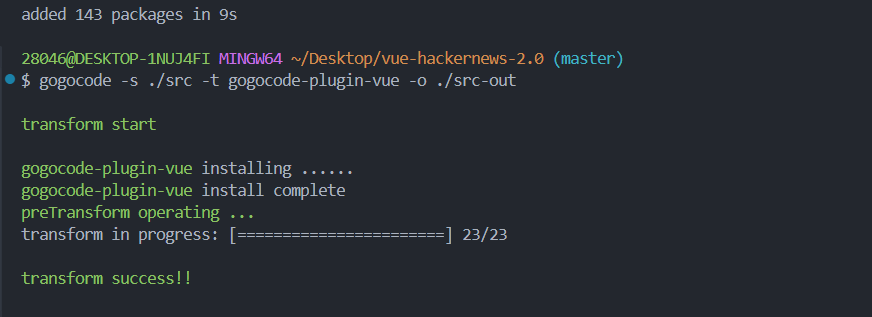 added 143 packages in 9s
28046@DESKTOP-1NUJ4FI MINGW64 ~/Desktop/vue-hackernews-2.0 (master)
$ gogocode -s ./src -t gogocode-plugin-vue -o ./src-out
transform start
gogocode-plugin-vue installing ......
gogocode-plugin-vue install complete
preTransform operating ...
transform in progress: [=======================] 23/23
transform success!!